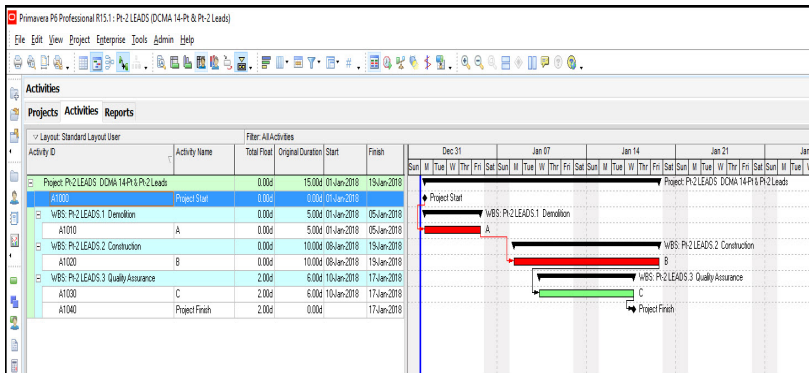 Primavera P6 Professional R15.1 : Pt-2 LEADS (DCMA 14-Pt & Pt-2 Leads)
File Edit View Project Enterprise Tools Admin Help
Activities
Projects Activities Reports
Layout: Standard Layout User Filter: All Activities
Activity ID Activity Name Total Float Original Duration Start Finish
Dec 31 Jan 07 Jan 14 Jan 21 Jan
Sun M Tue W Thr Fri Sat Sun M Tue W Thr Fri Sat Sun M Tue W Thr Fri Sat Sun M Tue W Thr Fri Sat Sun M Tue W
Project: Pt-2 LEADS DCMA 14-Pt & Pt-2 Leads 0.00d 15.00d 01-Jan-2018 19-Jan-2018 Project: Pt-2 LEADS DCMA 14-Pt & Pt-2 Leads
A1000 Project Start 0.00d 0.00d 01-Jan-2018 Project Start
WBS: Pt-2 LEADS.1 Demolition 0.00d 5.00d 01-Jan-2018 05-Jan-2018 WBS: Pt-2 LEADS.1 Demolition
A1010 A 0.00d 5.00d 01-Jan-2018 05-Jan-2018 A
WBS: Pt-2 LEADS.2 Construction 0.00d 10.00d 08-Jan-2018 19-Jan-2018 WBS: Pt-2 LEADS.2 Construction
A1020 B 0.00d 10.00d 08-Jan-2018 19-Jan-2018 B
WBS: Pt-2 LEADS.3 Quality Assurance 2.00d 6.00d 10-Jan-2018 17-Jan-2018 WBS: Pt-2 LEADS.3 Quality Assurance
A1030 C 2.00d 6.00d 10-Jan-2018 17-Jan-2018 C
A1040 Project Finish 2.00d 0.00d 17-Jan-2018 Project Finish